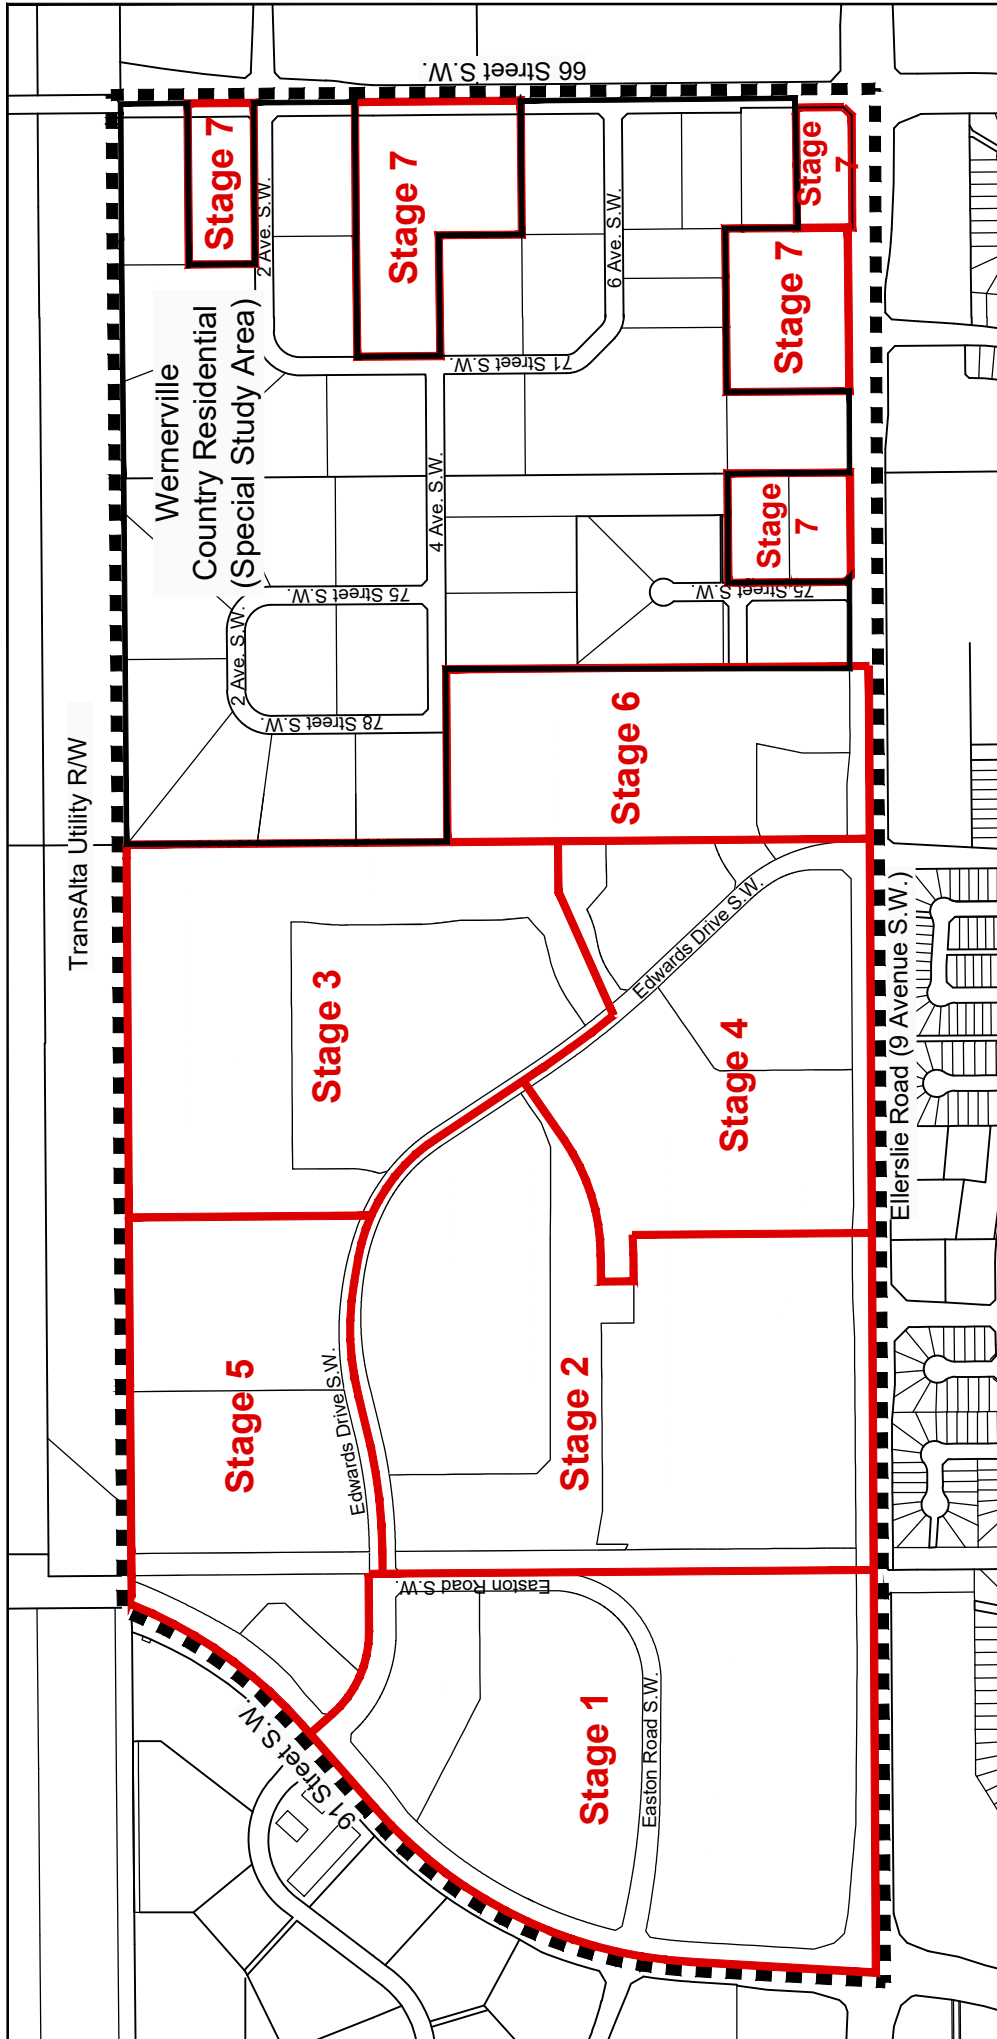 66 Street S.W.
Stage 7
2 Ave. S.W.
Stage 7
6 Ave. S.W.
Stage
7
Stage 7
Stage
7
Wernerville
Country Residential
(Special Study Area)
71 Street S.W.
4 Ave. S.W.
75 Street S.W.
75 Street S.W.
2 Ave. S.W.
78 Street S.W.
Stage 6
TransAlta Utility R/W
Stage 3
Edwards Drive S.W.
Stage 4
Ellerslie Road (9 Avenue S.W.)
Stage 5
Edwards Drive S.W.
Stage 2
Easton Road S.W.
91 Street S.W.
Stage 1
Easton Road S.W.